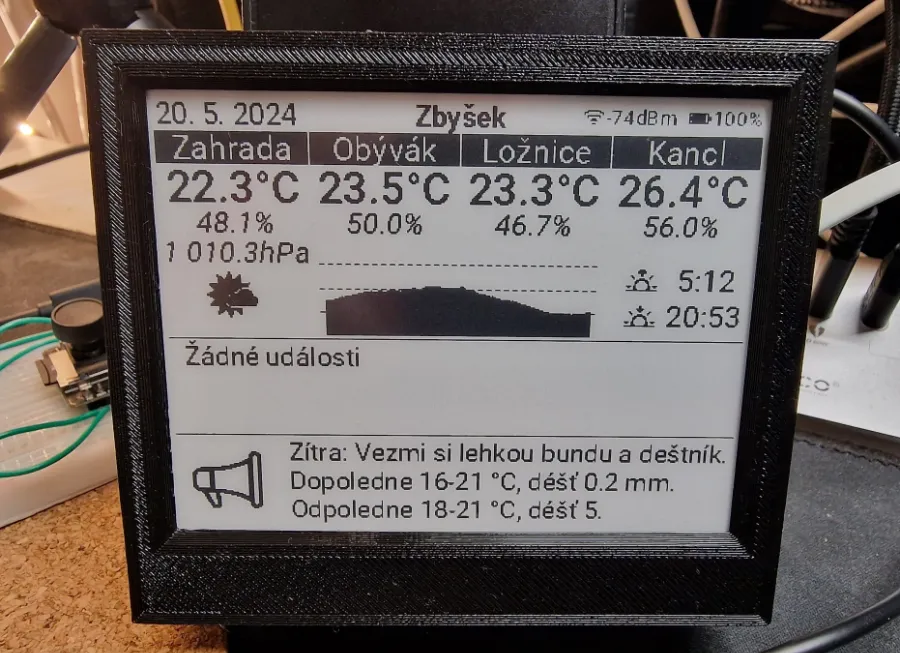 20. 5. 2024 Zbyšek -74dBm 100%
Zahrada Obývák Ložnice Kancl
22.3°C 23.5°C 23.3°C 26.4°C
48.1% 50.0% 46.7% 56.0%
1 010.3hPa
5:12
20:53
Žádné události
Zítra: Vezmi si lehkou bundu a deštník.
Dopoledne 16-21 °C, déšť 0.2 mm.
Odpoledne 18-21 °C, déšť 5.